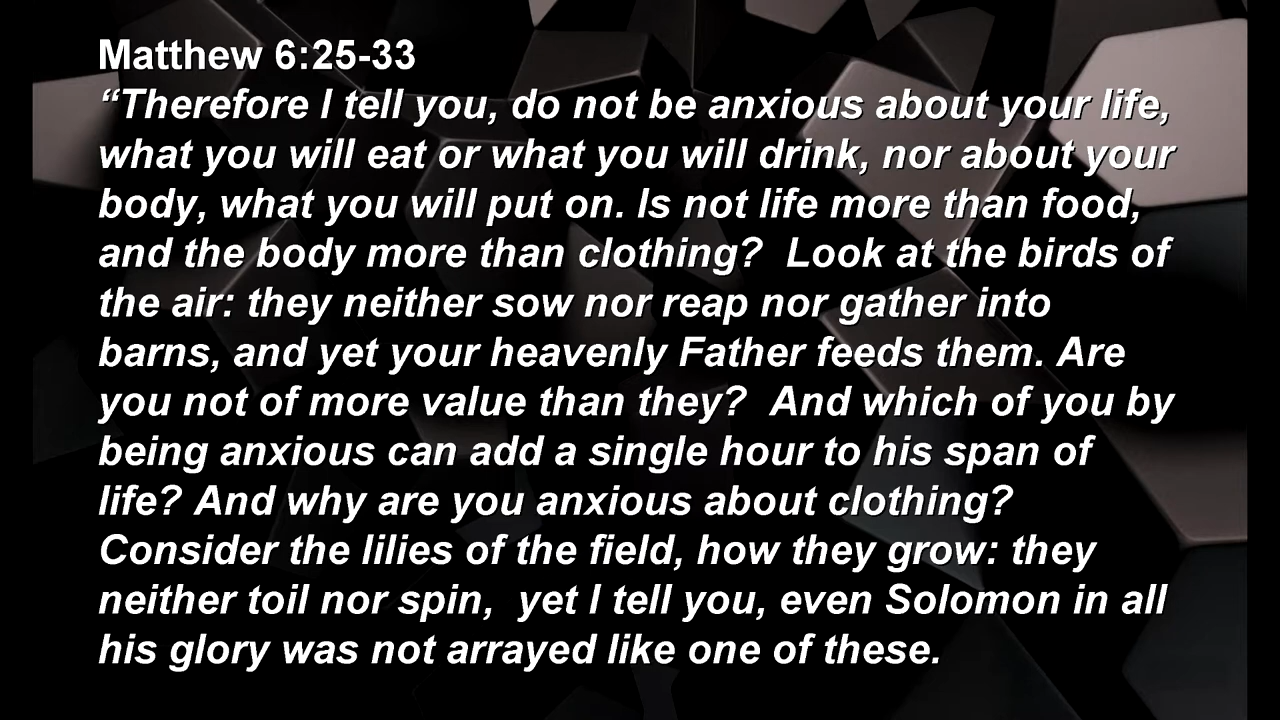 Matthew 6:25-33
“Therefore I tell you, do not be anxious about your life,
what you will eat or what you will drink, nor about your
body, what you will put on. Is not life more than food,
and the body more than clothing?  Look at the birds of
the air: they neither sow nor reap nor gather into
barns, and yet your heavenly Father feeds them. Are
you not of more value than they?  And which of you by
being anxious can add a single hour to his span of
life? And why are you anxious about clothing?
Consider the lilies of the field, how they grow: they
neither toil nor spin,  yet I tell you, even Solomon in all
his glory was not arrayed like one of these.